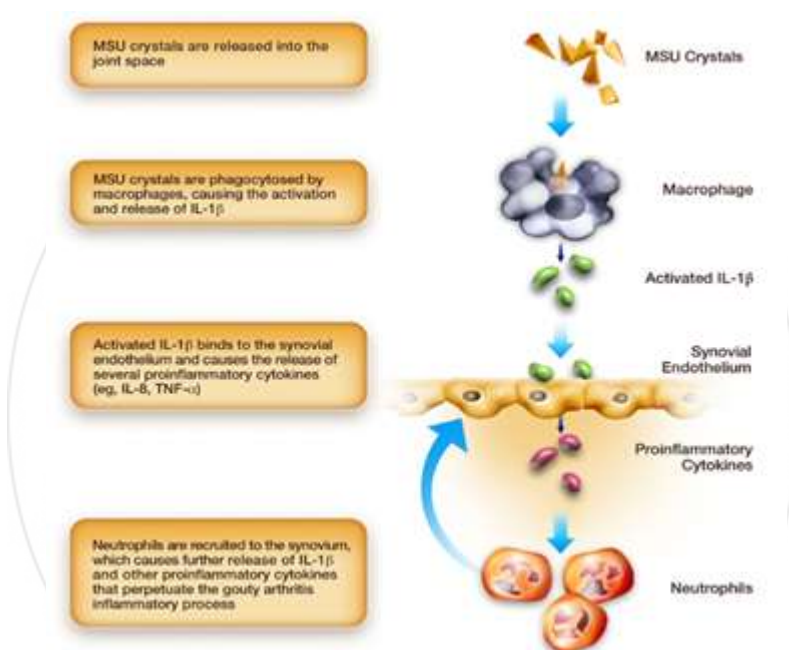 MSU crystals are released into the
joint space
MSU Crystals
MSU crystals are phagocytosed by
macrophages, causing the activation
and release of IL-1β
Macrophage
Activated IL-1β
Activated IL-1β binds to the synovial
endothelium and causes the release of
several proinflammatory cytokines
(eg, IL-8, TNF-α)
Synovial
Endothelium
Proinflammatory
Cytokines
Neutrophils are recruited to the synovium,
which causes further release of IL-1β
and other proinflammatory cytokines
that perpetuate the gouty arthritis
inflammatory process
Neutrophils